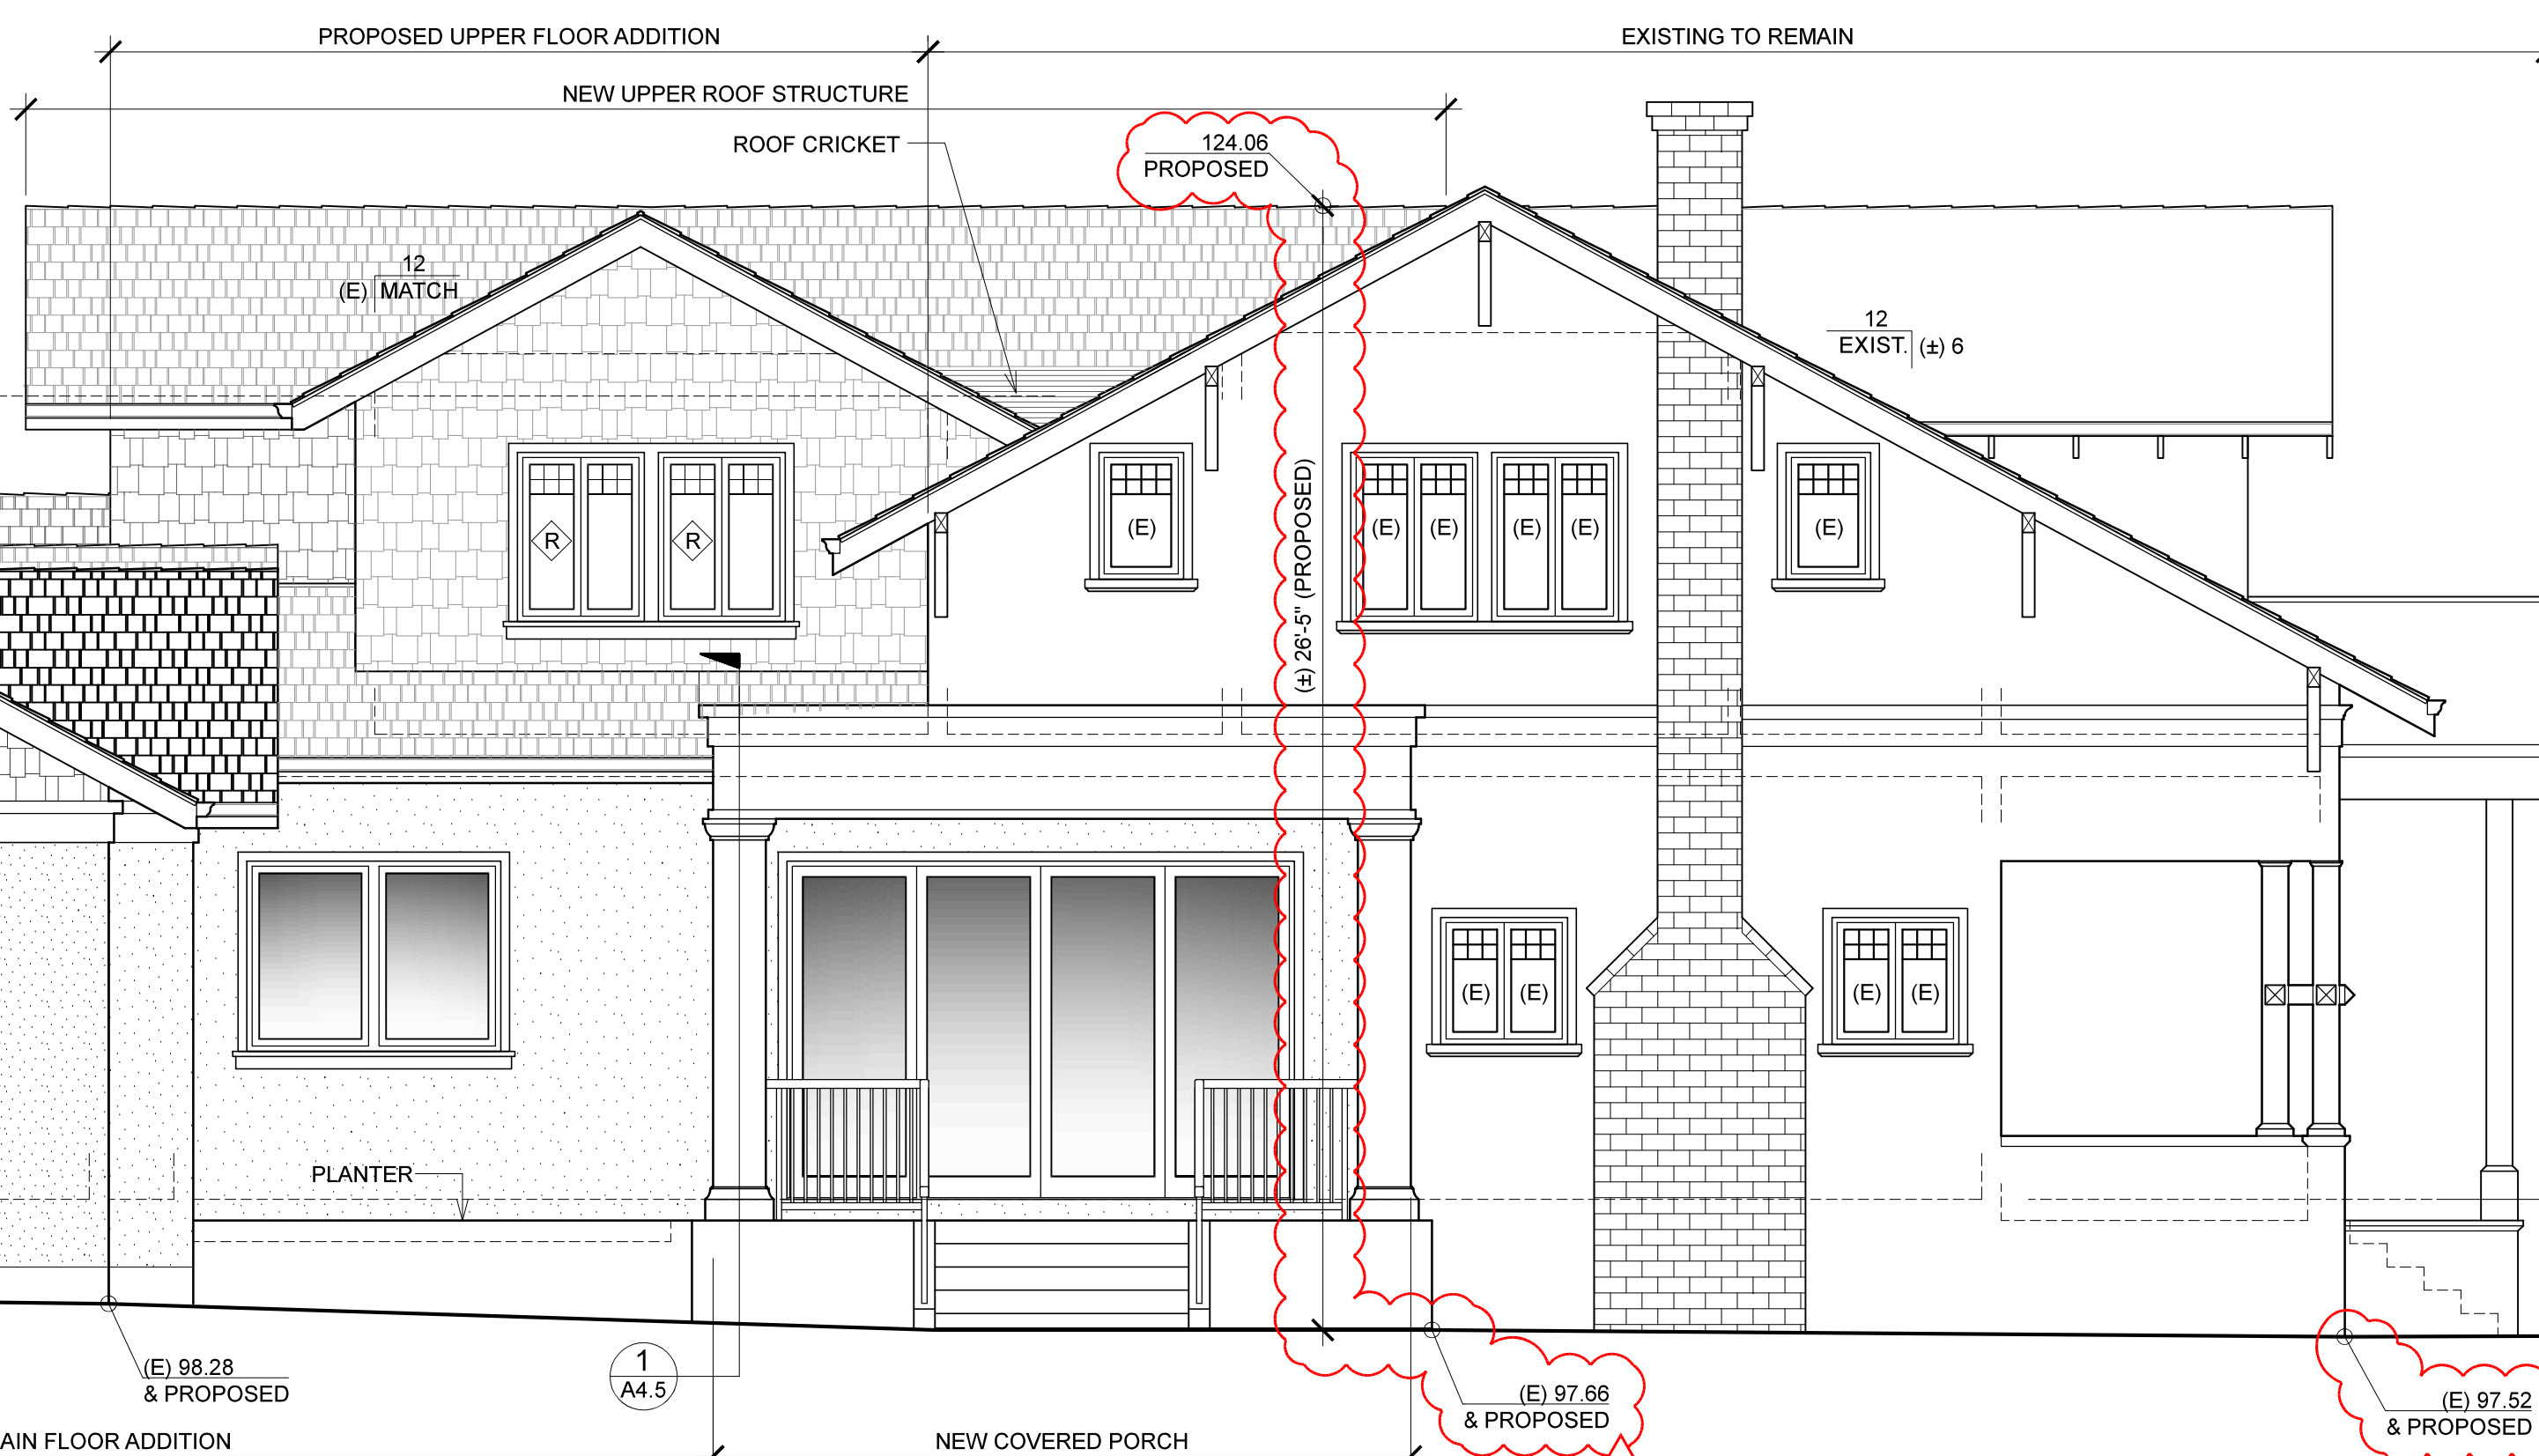 PROPOSED UPPER FLOOR ADDITION
EXISTING TO REMAIN
NEW UPPER ROOF STRUCTURE
ROOF CRICKET
124.06
PROPOSED
12
(E) MATCH
12
EXIST. (±) 6
(E)
(E) (E) (E) (E)
(E)
R R
(±) 26'-5" (PROPOSED)
(E) (E)
(E) (E)
PLANTER
(E) 98.28
& PROPOSED
1
A4.5
(E) 97.66
& PROPOSED
(E) 97.52
& PROPOSED
AIN FLOOR ADDITION
NEW COVERED PORCH